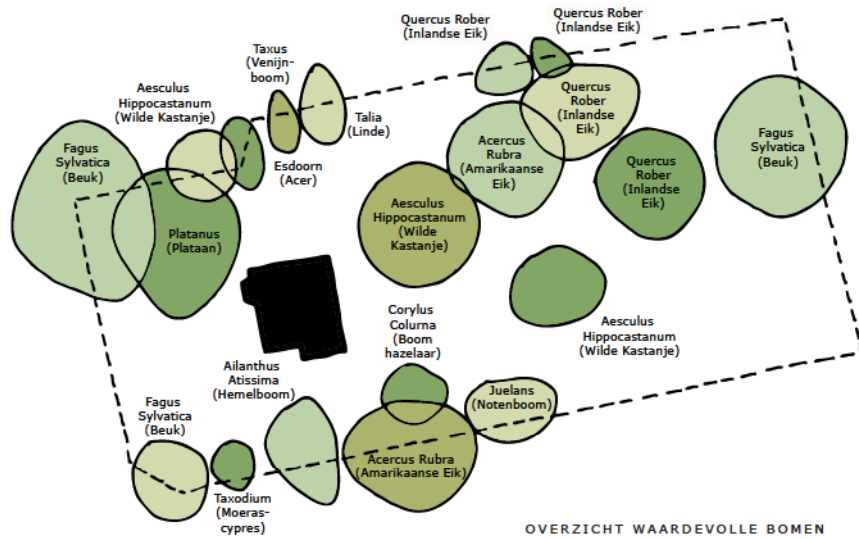 Quercus Rober
(Inlandse Eik)
Quercus Rober
(Inlandse Eik)
Taxus
(Venijn-
boom)
Aesculus
Hippocastanum
(Wilde Kastanje)
Talia
(Linde)
Esdoorn
(Acer)
Quercus
Rober
(Inlandse
Eik)
Fagus
Sylvatica
(Beuk)
Acercus
Rubra
(Amarikaanse
Eik)
Quercus
Rober
(Inlandse
Eik)
Fagus
Sylvatica
(Beuk)
Platanus
(Plataan)
Aesculus
Hippocastanum
(Wilde
Kastanje)
Aesculus
Hippocastanum
(Wilde Kastanje)
Corylus
Colurna
(Boom
hazelaar)
Ailanthus
Atissima
(Hemelboom)
Juelans
(Notenboom)
Fagus
Sylvatica
(Beuk)
Acercus Rubra
(Amarikaanse Eik)
Taxodium
(Moeras-
cypres)
OVERZICHT WAARDEVOLLE BOMEN